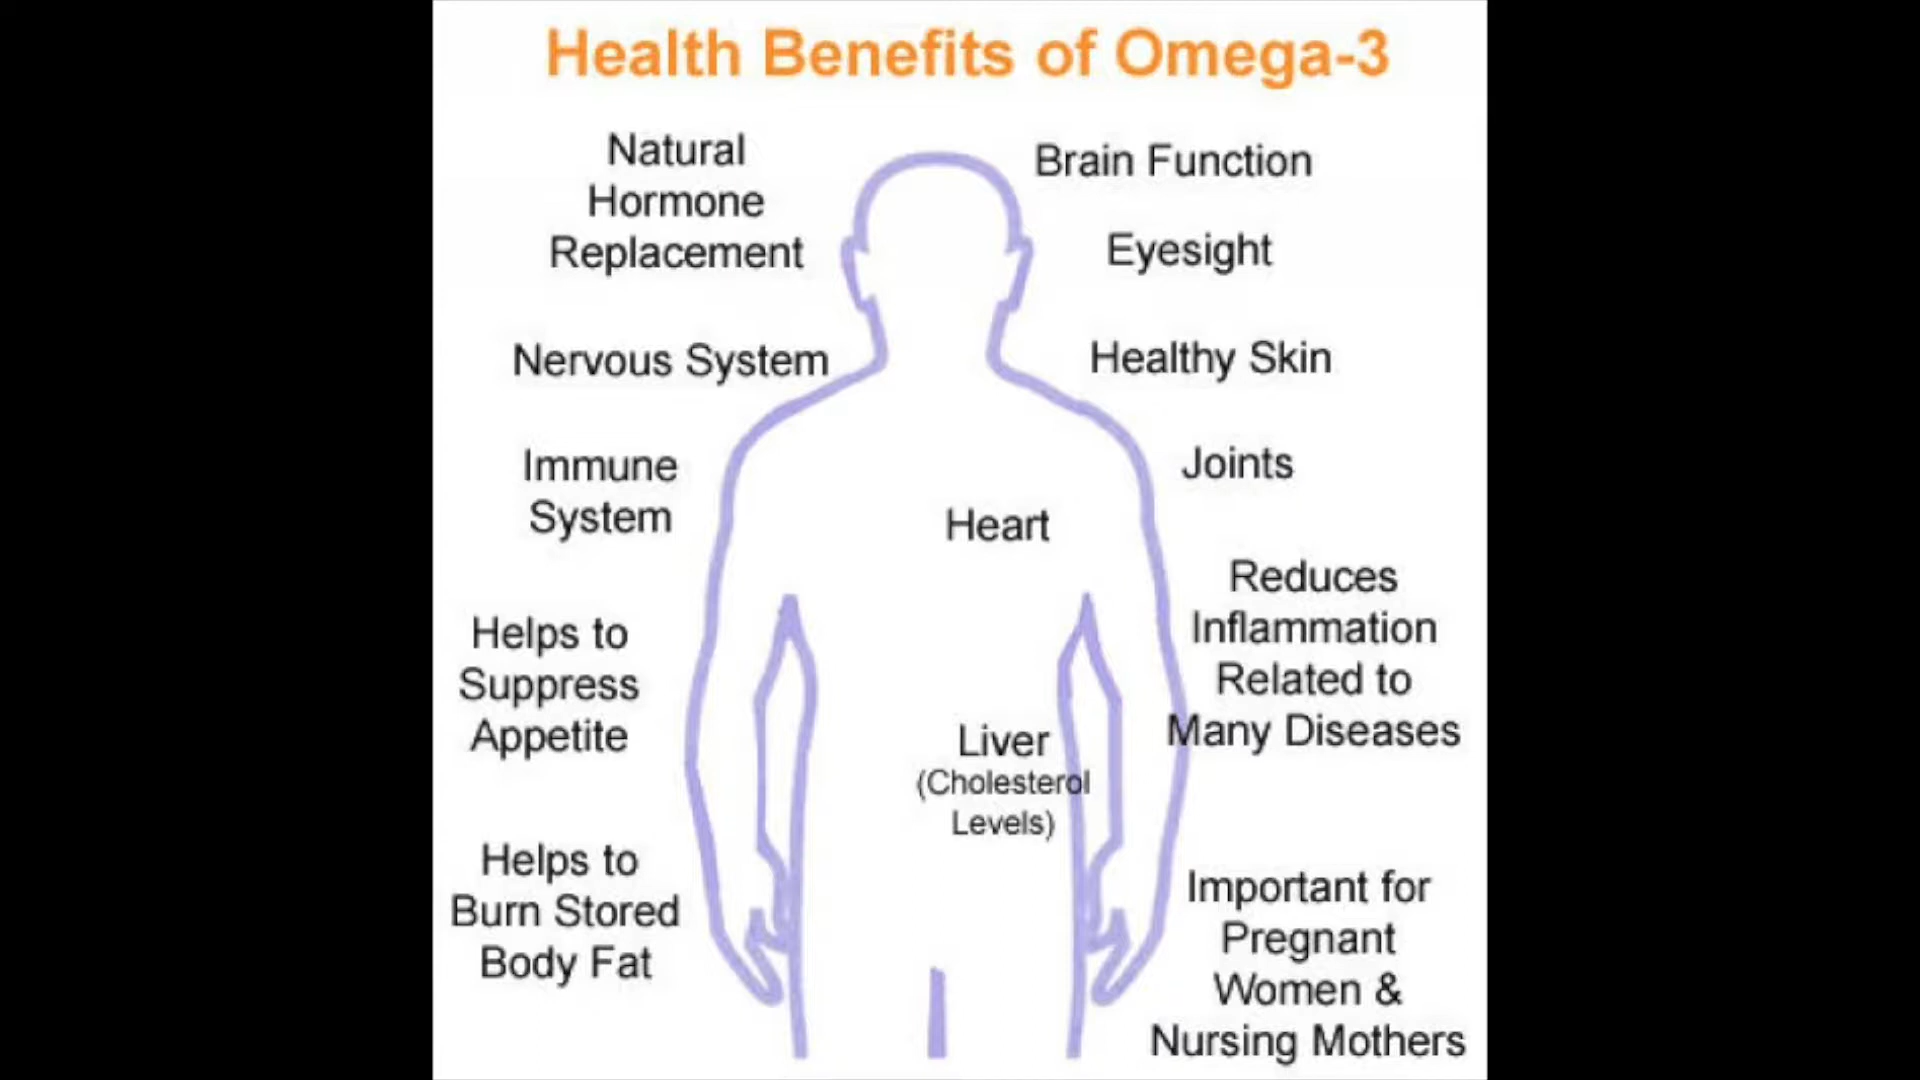 Health Benefits of Omega-3
Natural
Hormone
Replacement
Brain Function
Eyesight
Nervous System
Healthy Skin
Immune
System
Joints
Heart
Reduces
Inflammation
Related to
Many Diseases
Helps to
Suppress
Appetite
Liver
(Cholesterol
Levels)
Helps to
Burn Stored
Body Fat
Important for
Pregnant
Women &
Nursing Mothers